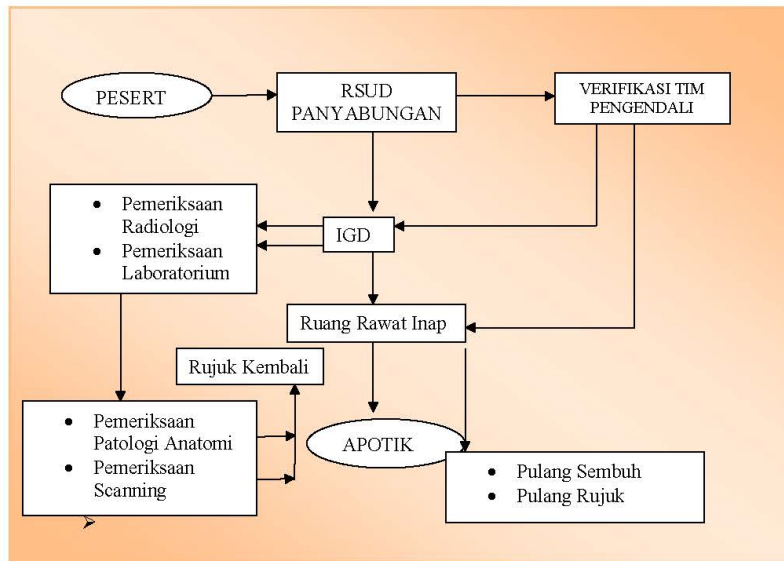 PESERT
RSUD
PANYABUNGAN
VERIFIKASI TIM
PENGENDALI
• Pemeriksaan
Radiologi
• Pemeriksaan
Laboratorium
IGD
Ruang Rawat Inap
Rujuk Kembali
• Pemeriksaan
Patologi Anatomi
• Pemeriksaan
Scanning
APOTIK
• Pulang Sembuh
• Pulang Rujuk